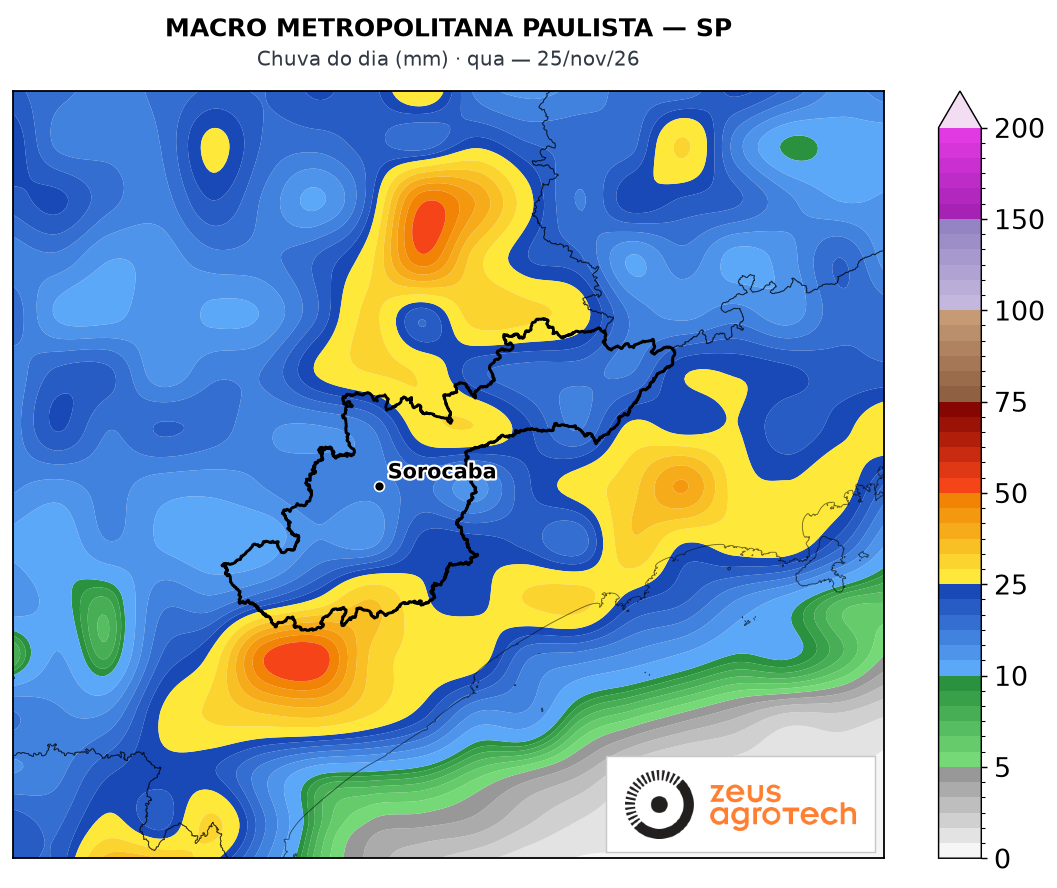 MACRO METROPOLITANA PAULISTA — SP
Chuva do dia (mm) · qua — 25/nov/26
200
150
100
75
50
25
10
5
0
Sorocaba
zeus
agrotech